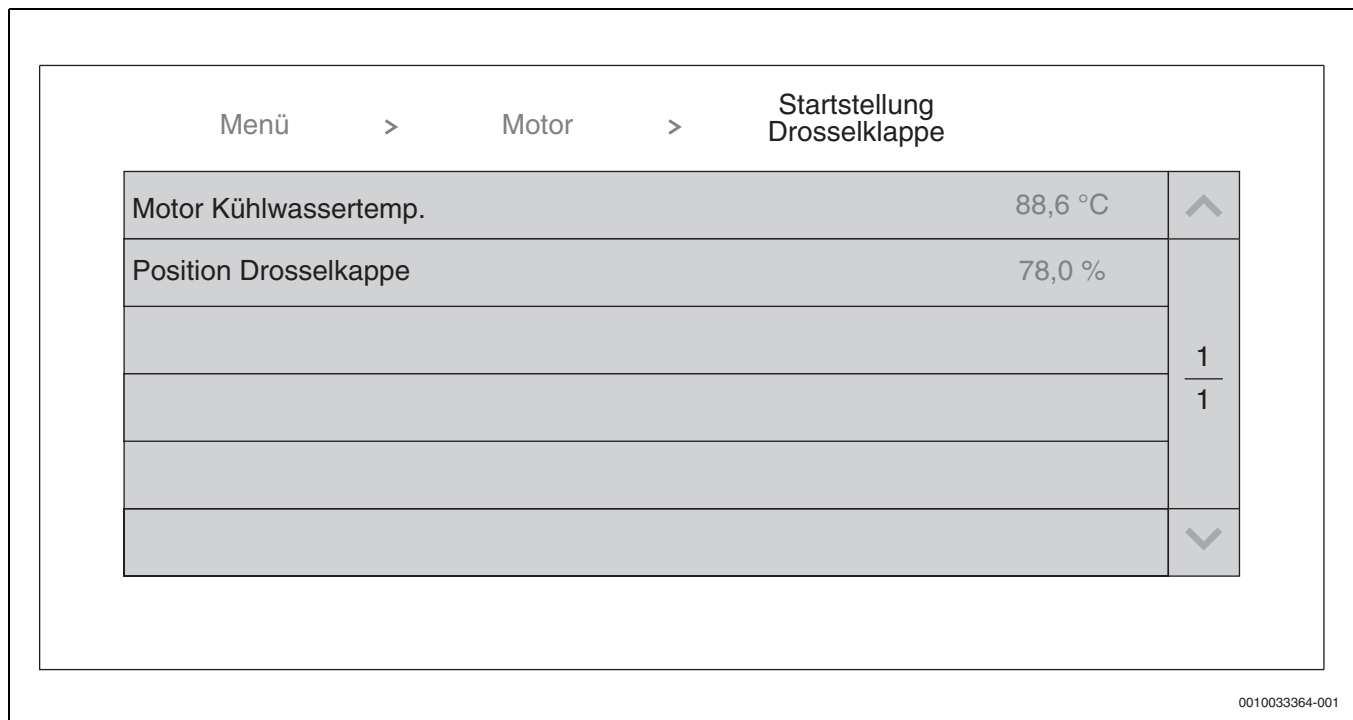 Menü > Motor > Startstellung
Drosselklappe
Motor Kühlwassertemp. 88,6 °C
Position Drosselkappe 78,0 %
1
1
0010033364-001